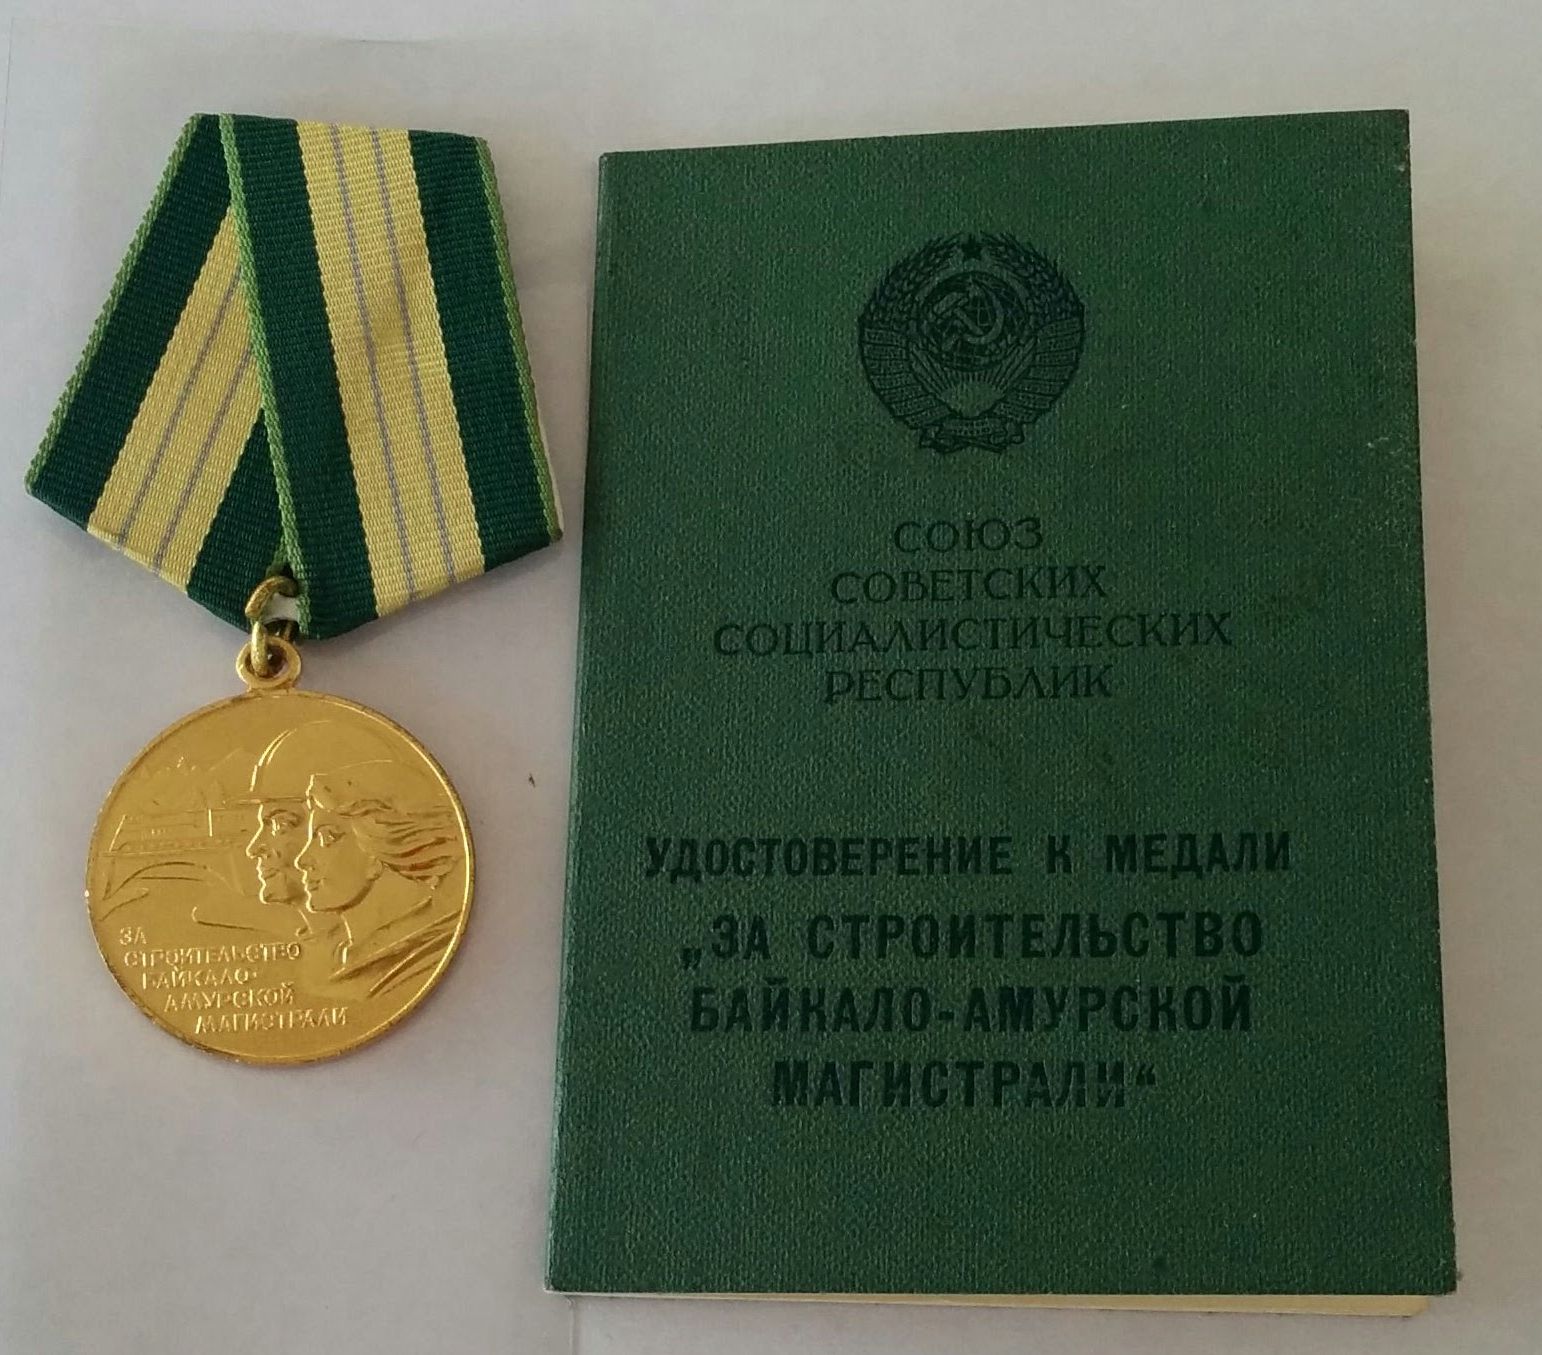 ЗА
СТРОИТЕЛЬСТВО
БАЙКАЛО-
АМУРСКОЙ
МАГИСТРАЛИ
СОЮЗ
СОВЕТСКИХ
СОЦИАЛИСТИЧЕСКИХ
РЕСПУБЛИК
УДОСТОВЕРЕНИЕ К МЕДАЛИ
„ЗА СТРОИТЕЛЬСТВО
БАЙКАЛО-АМУРСКОЙ
МАГИСТРАЛИ“